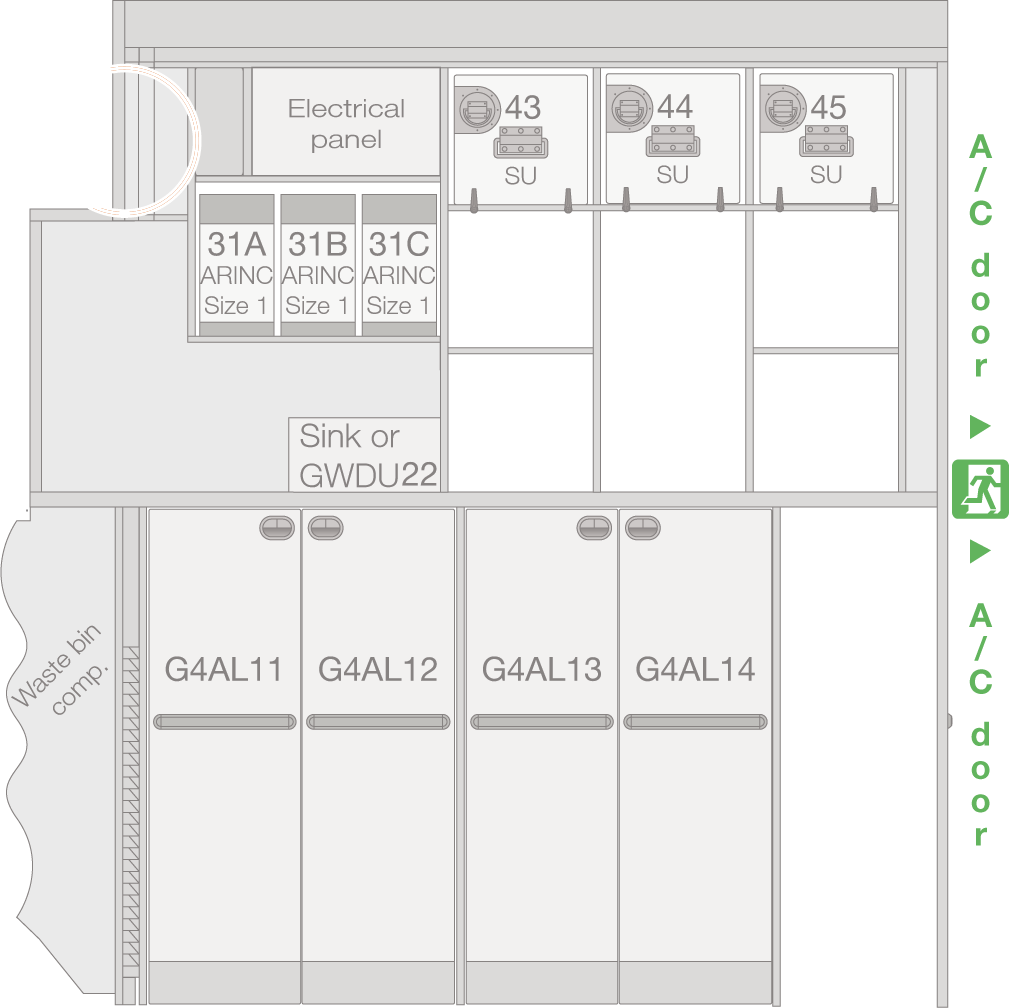 Electrical
panel
43
SU
44
SU
45
SU
31A
ARINC
Size 1
31B
ARINC
Size 1
31C
ARINC
Size 1
Sink or
GWDU22
Waste bin
comp.
G4AL11
G4AL12
G4AL13
G4AL14
A/C door
A/C door